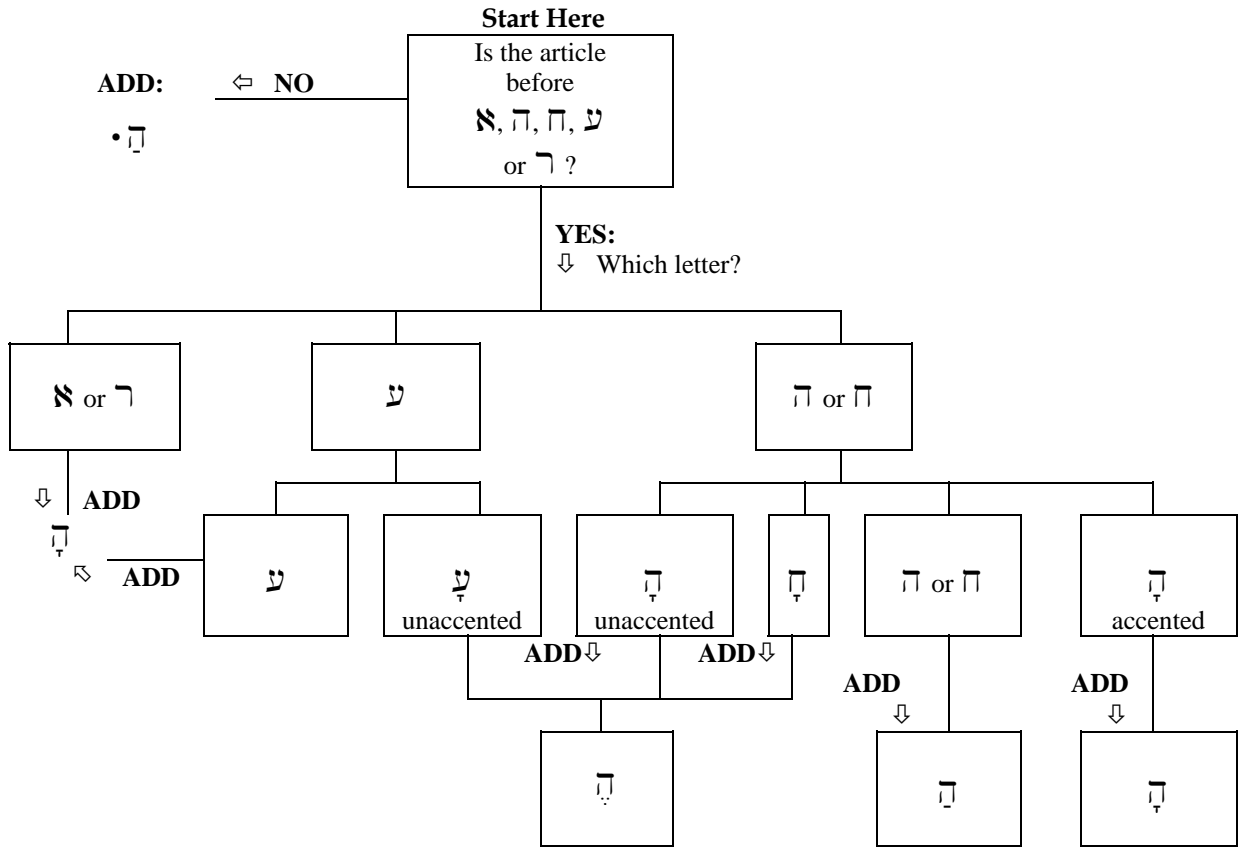 Start Here
Is the article
before
א, ה, ח, ע
or ר ?
ADD:
⇦ NO
הַ •
YES:
⇩ Which letter?
א or ר
ע
ה or ח
⇩ ADD
הָ
⇖ ADD
ע
עָ
unaccented
הָ
unaccented
חָ
ה or ח
הָ
accented
ADD⇩
ADD⇩
ADD
⇩
ADD
⇩
הֶ
הַ
הָ